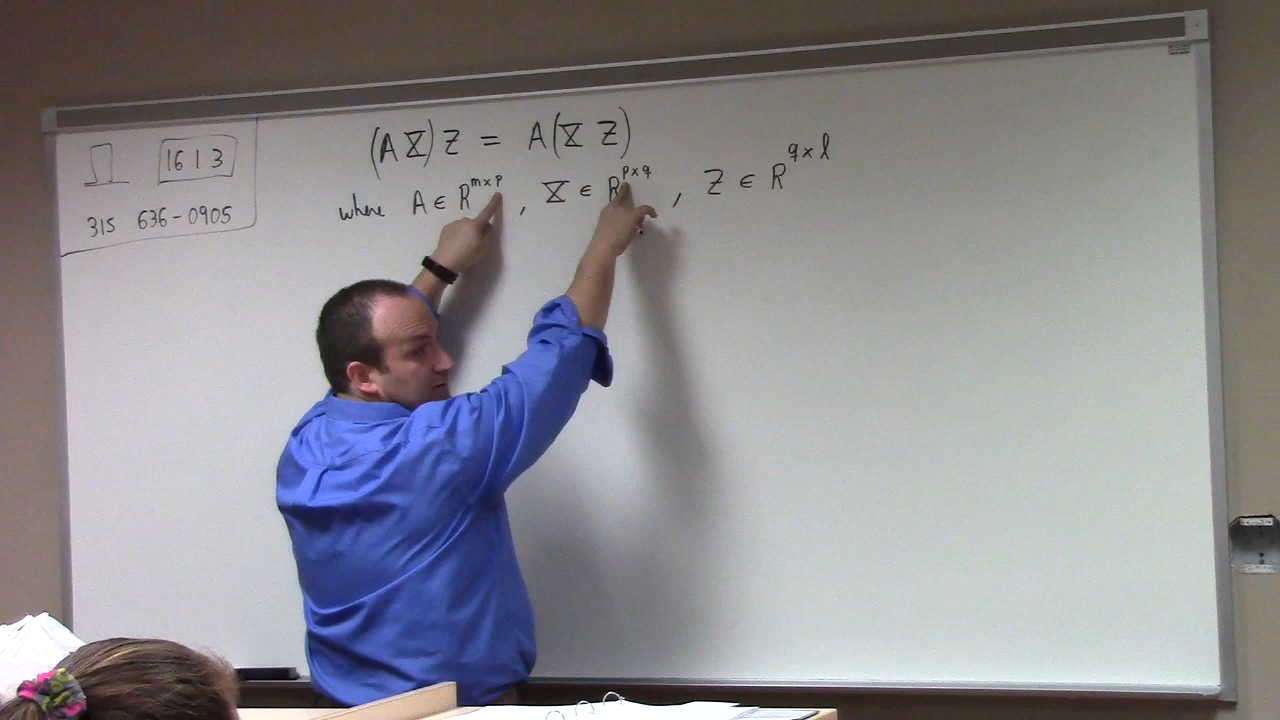 1613
315 636-0905
(AX)Z = A(XZ)
where A ∈ R^{m×p}, X ∈ R^{p×q}, Z ∈ R^{q×l}